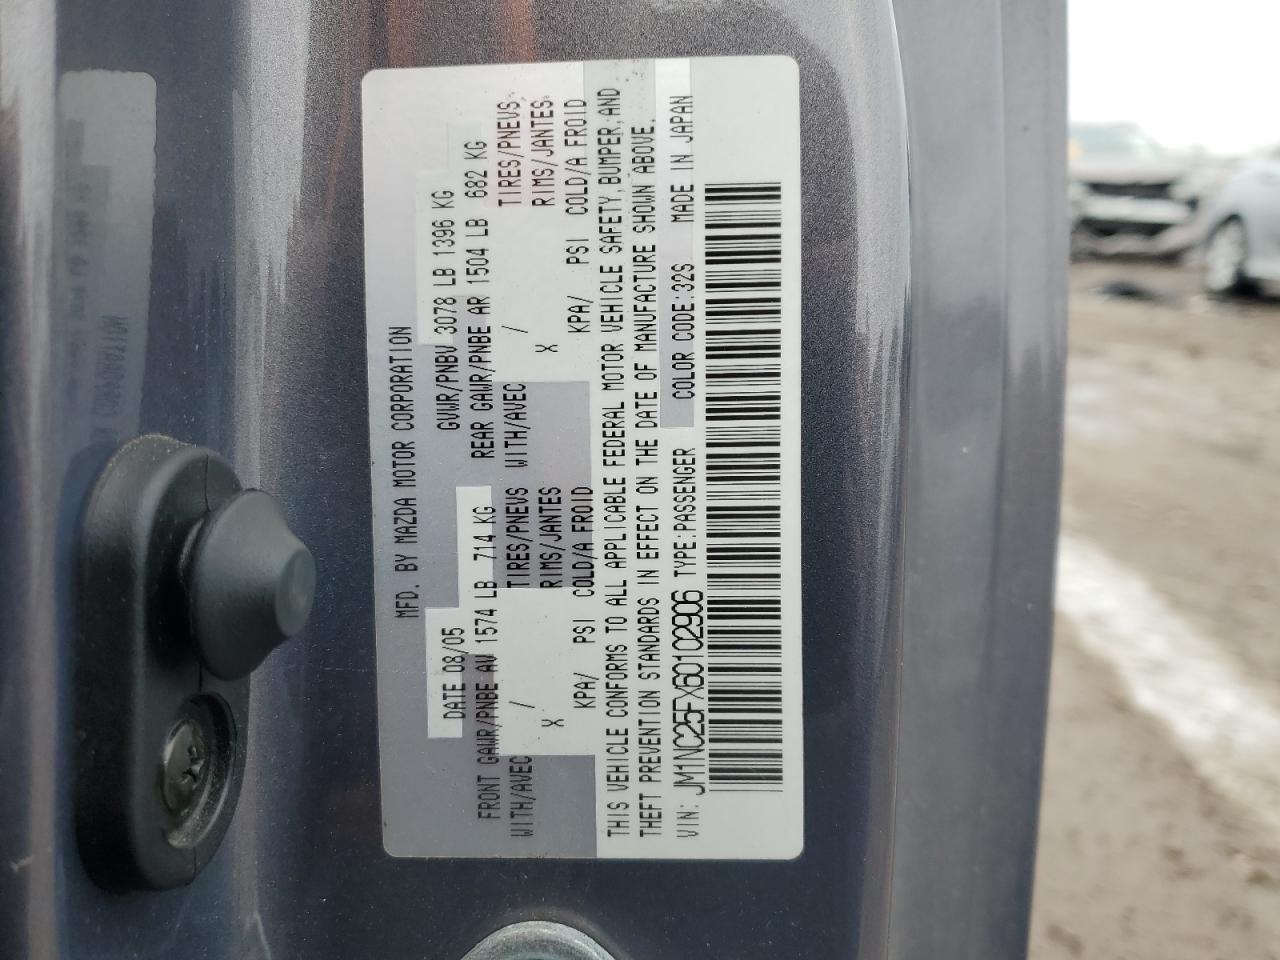 MFD. BY MAZDA MOTOR CORPORATION
DATE 08/05 GVWR/PNBV 3078 LB 1396 KG
FRONT GAWR/PNBE AV 1574 LB 714 KG REAR GAWR/PNBE AR 1504 LB 682 KG
WITH/AVEC / TIRES/PNEUS WITH/AVEC / TIRES/PNEUS,
X RIMS/JANTES X RIMS/JANTES.
KPA/ PSI COLD/A FROID KPA/ PSI COLD/A FROID
THIS VEHICLE CONFORMS TO ALL APPLICABLE FEDERAL MOTOR VEHICLE SAFETY, BUMPER, AND
THEFT PREVENTION STANDARDS IN EFFECT ON THE DATE OF MANUFACTURE SHOWN ABOVE.
VIN: JM1NC25FX60102906 TYPE:PASSENGER COLOR CODE:32S MADE IN JAPAN